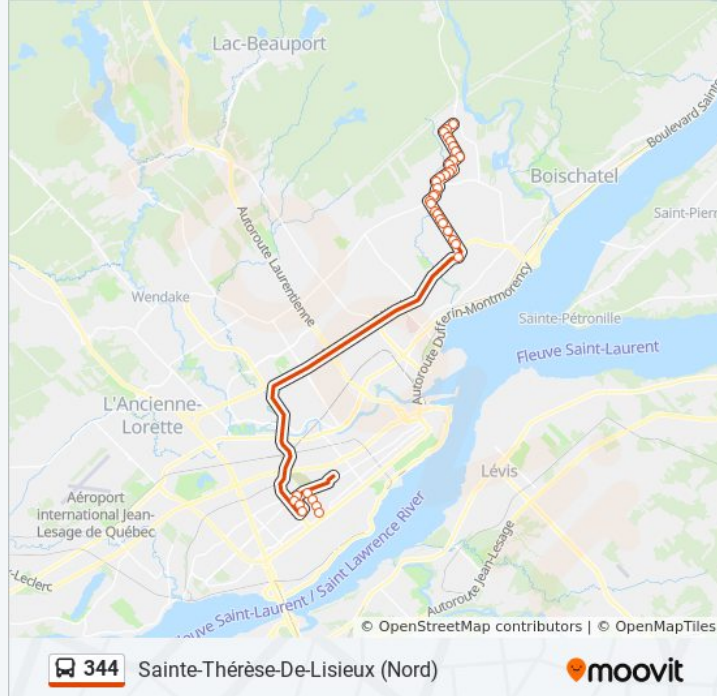 Lac-Beauport
Boischatel
Boulevard Sainte
Saint-Pierr
Autoroute Laurentienne
Wendake
Autoroute Dufferin-Montmorency
Sainte-Pétronille
Fleuve Saint-Laurent
L'Ancienne-
Lorette
Lévis
Aéroport
international Jean-
Lesage de Québec
-Leclerc
Autoroute Jean-Lesage
euve Saint-Laurent / Saint Lawrence River
© OpenStreetMap contributors | © OpenMapTiles
344 Sainte-Thérèse-De-Lisieux (Nord)
moovit